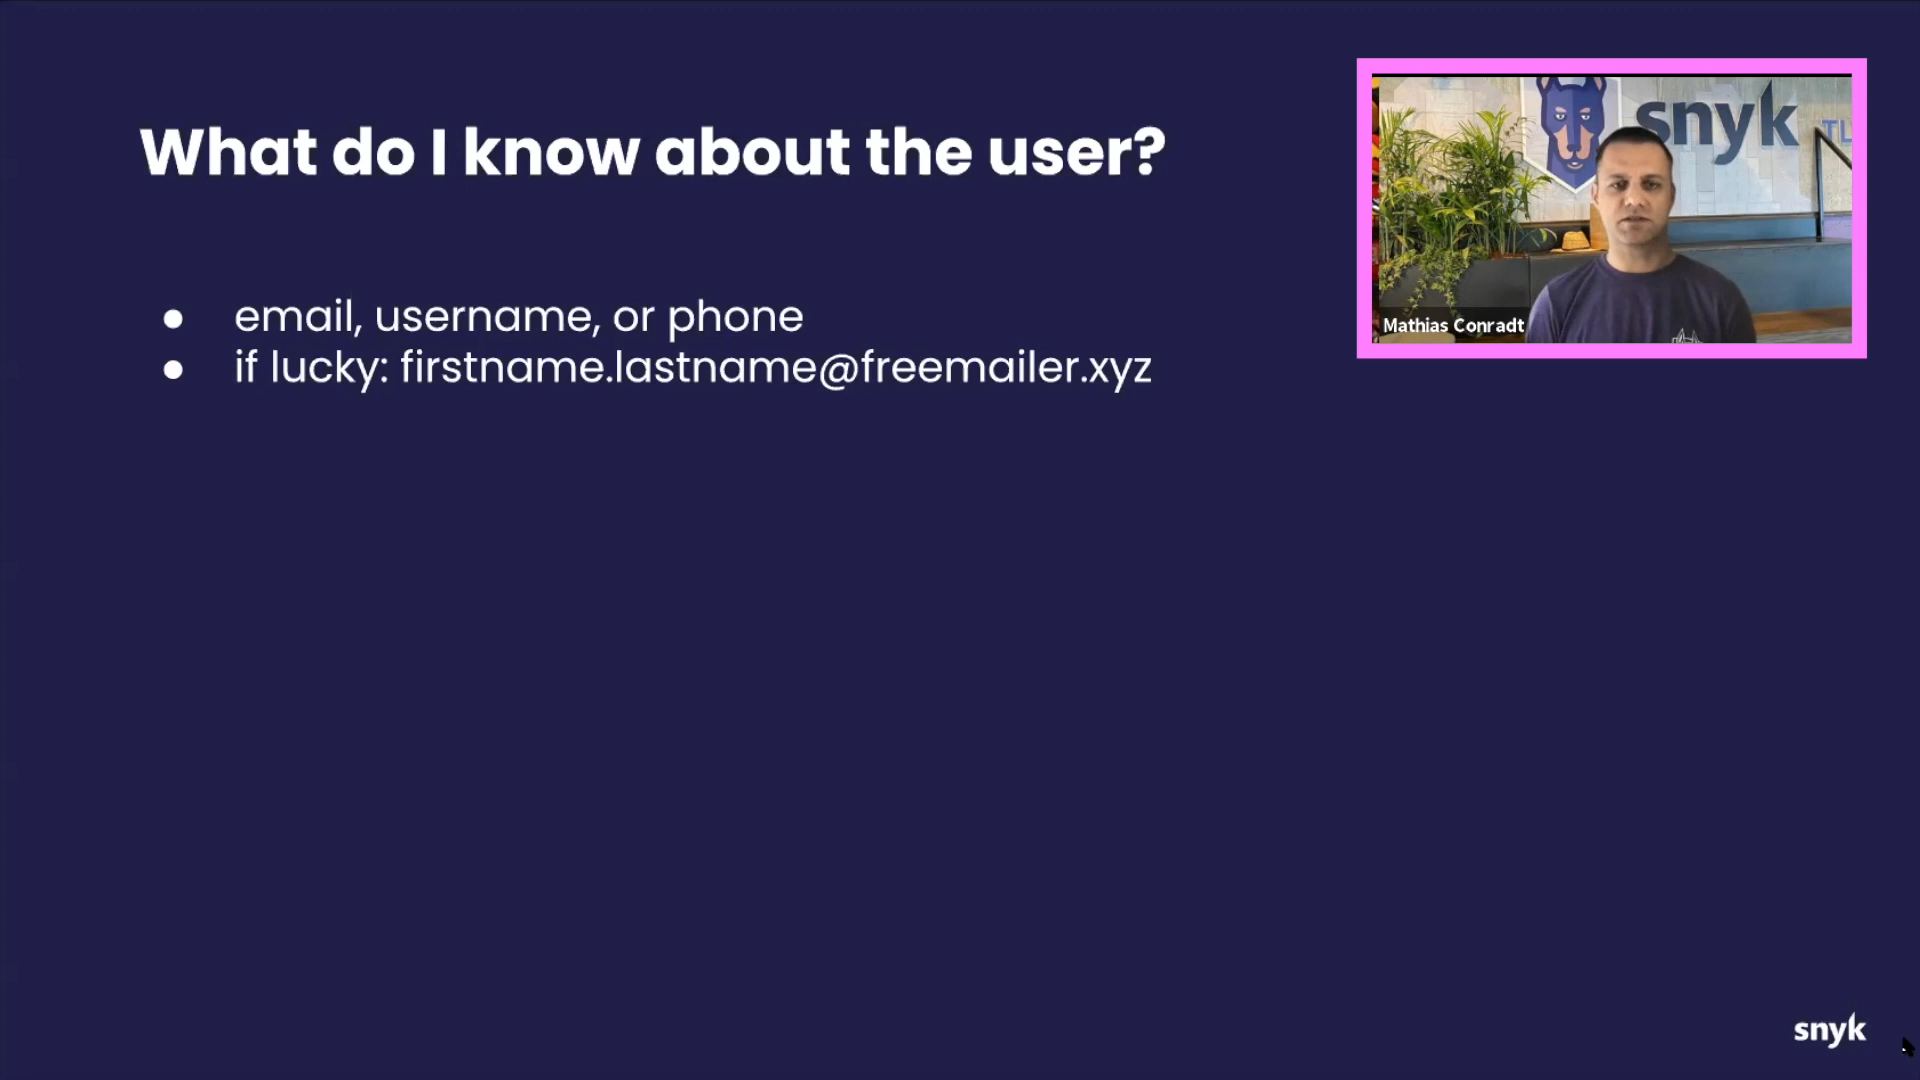 What do I know about the user?
● email, username, or phone
● if lucky: firstname.lastname@freemailer.xyz
snyk
TL
Mathias Conradt
snyk